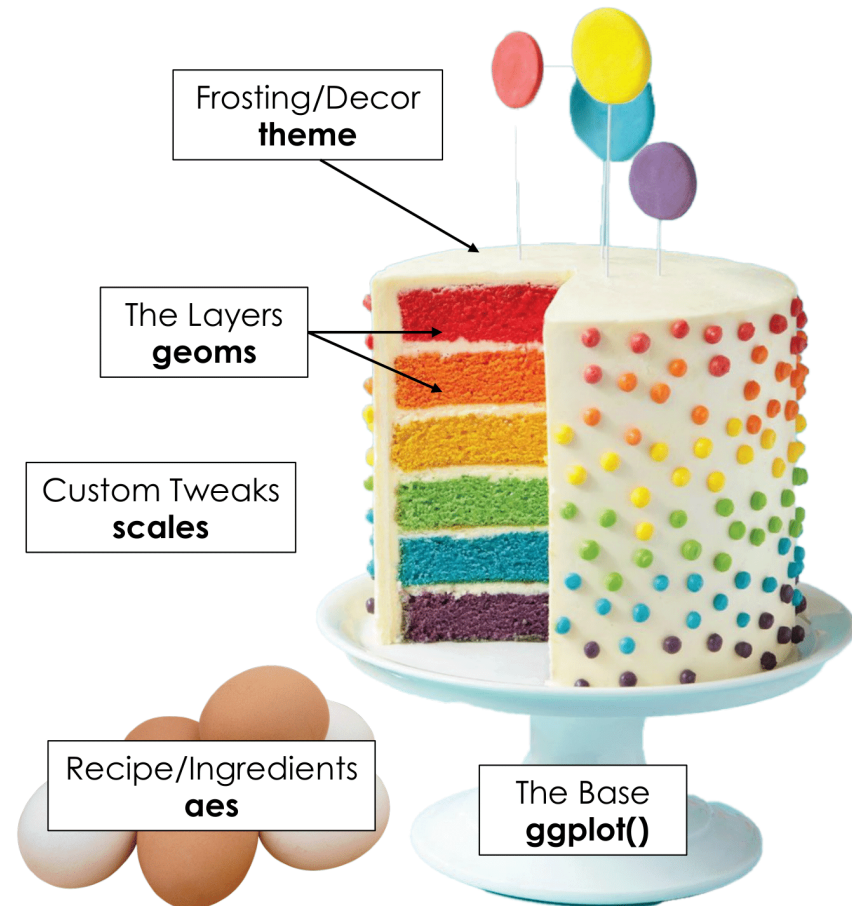 Frosting/Decor
theme
The Layers
geoms
Custom Tweaks
scales
Recipe/Ingredients
aes
The Base
ggplot()